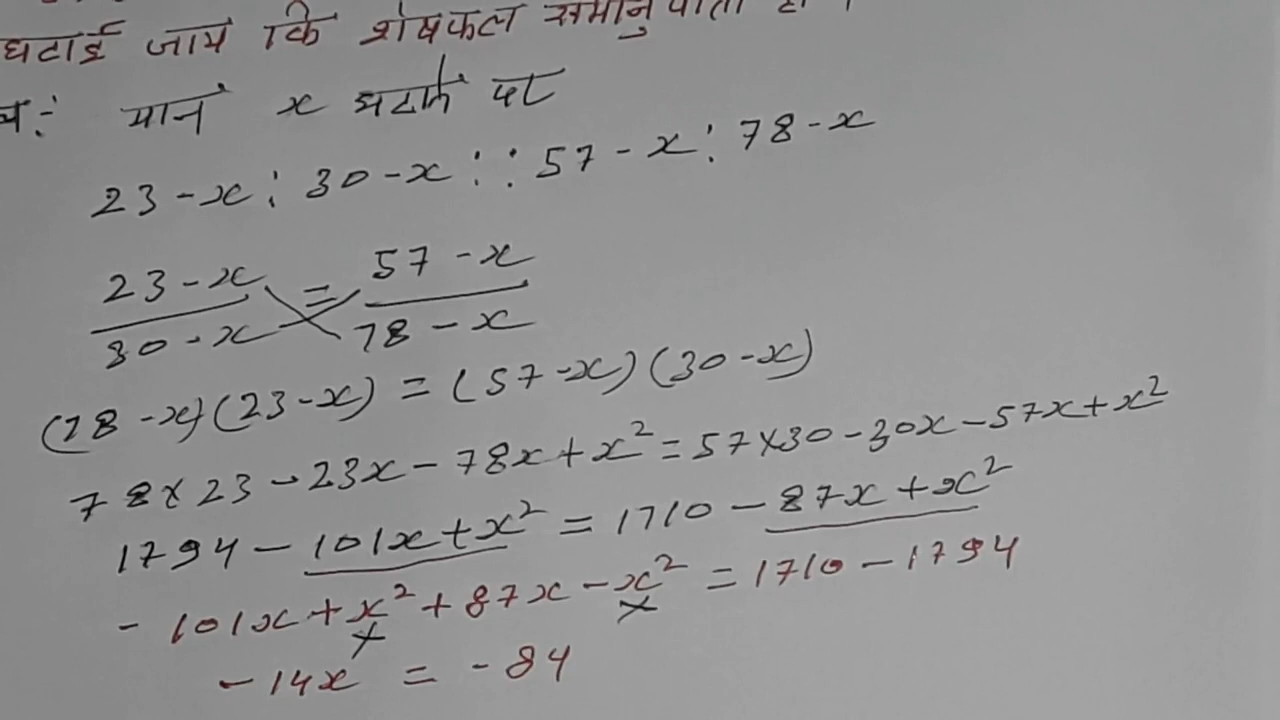 घटाई जाय कि शेषफल समानुपाती हो ।
मान x घटाने पर
23-x : 30-x :: 57-x : 78-x
23-x / 30-x = 57-x / 78-x
(78-x)(23-x) = (57-x)(30-x)
78×23-23x-78x+x²=57×30-30x-57x+x²
1794-101x+x² = 1710-87x+x²
-101x+x²+87x-x²=1710-1794
-14x = -84